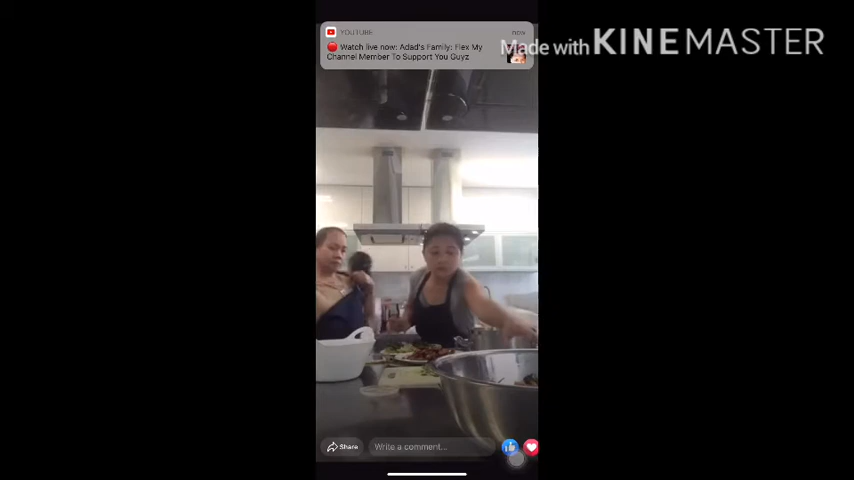 YOUTUBE
now
Watch live now: Adad's Family: Flex My
Channel Member To Support You Guyz
Made with KINEMASTER
Share
Write a comment...